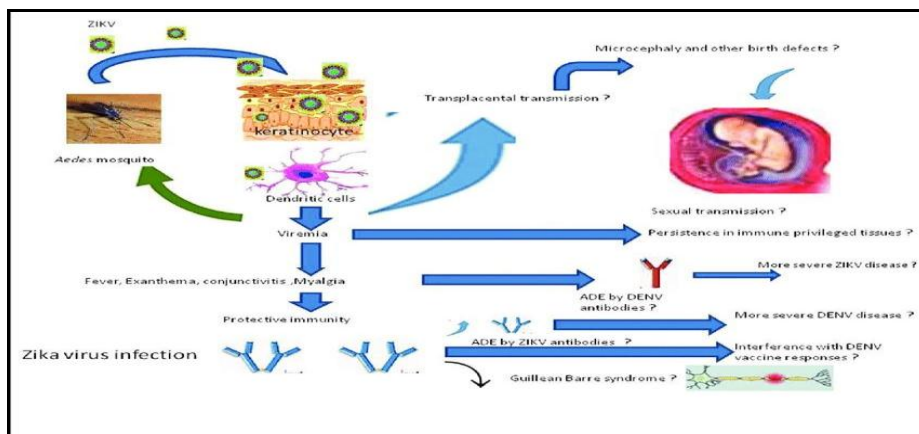 ZIKV
Microcephaly and other birth defects ?
Transplacental transmission ?
keratinocyte
Aedes mosquito
Dendritic cells
Sexual transmission ?
Viremia
Persistence in immune privileged tissues ?
More severe ZIKV disease ?
Fever, Exanthema, conjunctivitis ,Myalgia
ADE by DENV
antibodies ?
Protective immunity
More severe DENV disease ?
ADE by ZIKV antibodies ?
Zika virus infection
Interference with DENV
vaccine responses ?
Guillean Barre syndrome ?